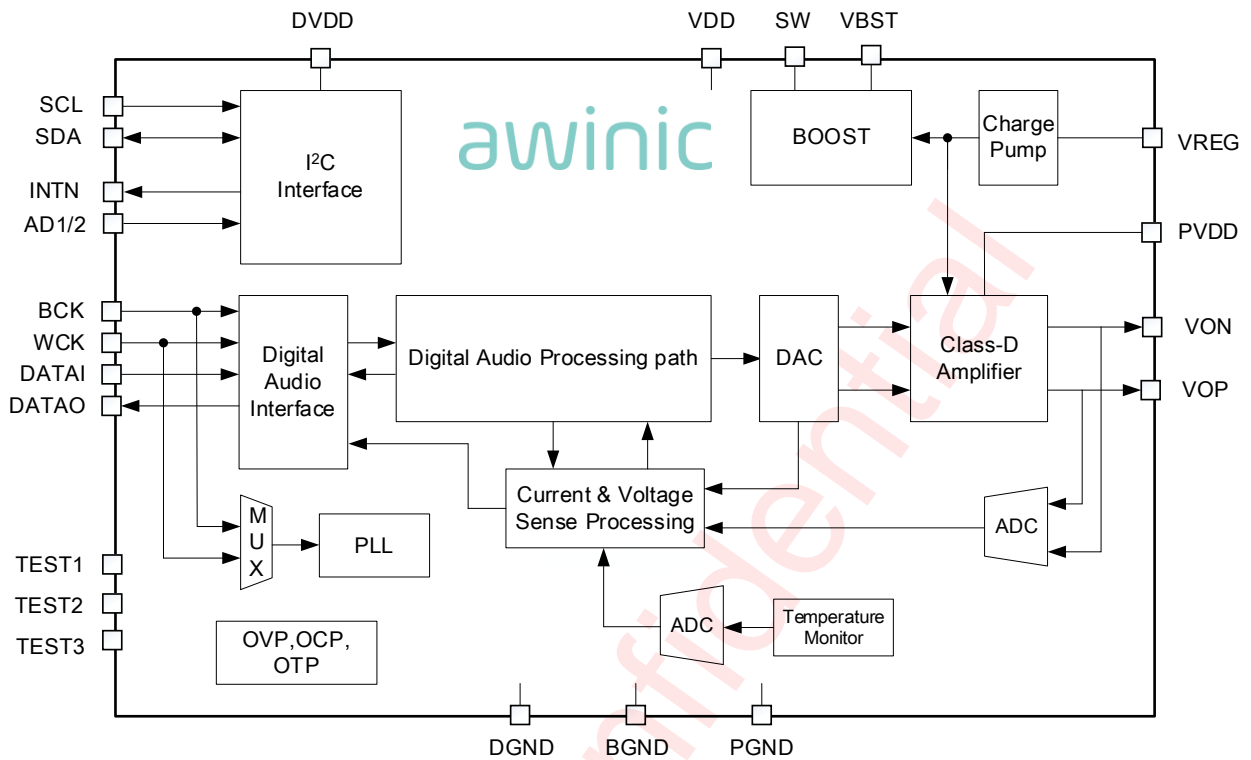 DVDD
VDD
SW
VBST
SCL
SDA
INTN
AD1/2
I²C
Interface
awinic
BOOST
Charge
Pump
VREG
PVDD
BCK
WCK
DATAI
DATAO
Digital
Audio
Interface
Digital Audio Processing path
DAC
Class-D
Amplifier
VON
VOP
Current & Voltage
Sense Processing
ADC
M
U
X
PLL
TEST1
TEST2
TEST3
OVP,OCP,
OTP
ADC
Temperature
Monitor
DGND
BGND
PGND
onfidential